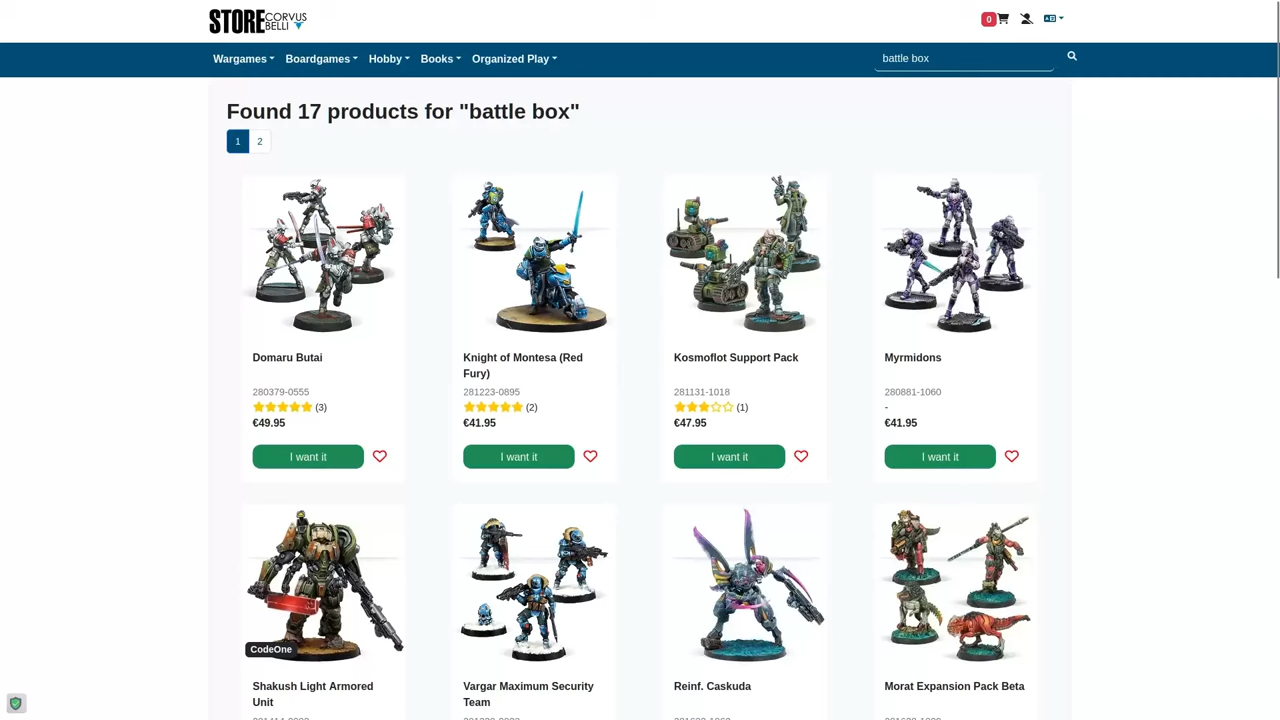 STORE CORVUS BELLI
0
Wargames
Boardgames
Hobby
Books
Organized Play
battle box
Found 17 products for "battle box"
1
2
Domaru Butai
280379-0555
(3)
€49.95
I want it
Knight of Montesa (Red
Fury)
281223-0895
(2)
€41.95
I want it
Kosmoflot Support Pack
281131-1018
(1)
€47.95
I want it
Myrmidons
280881-1060
-
€41.95
I want it
CodeOne
Shakush Light Armored
Unit
Vargar Maximum Security
Team
Reinf. Caskuda
Morat Expansion Pack Beta